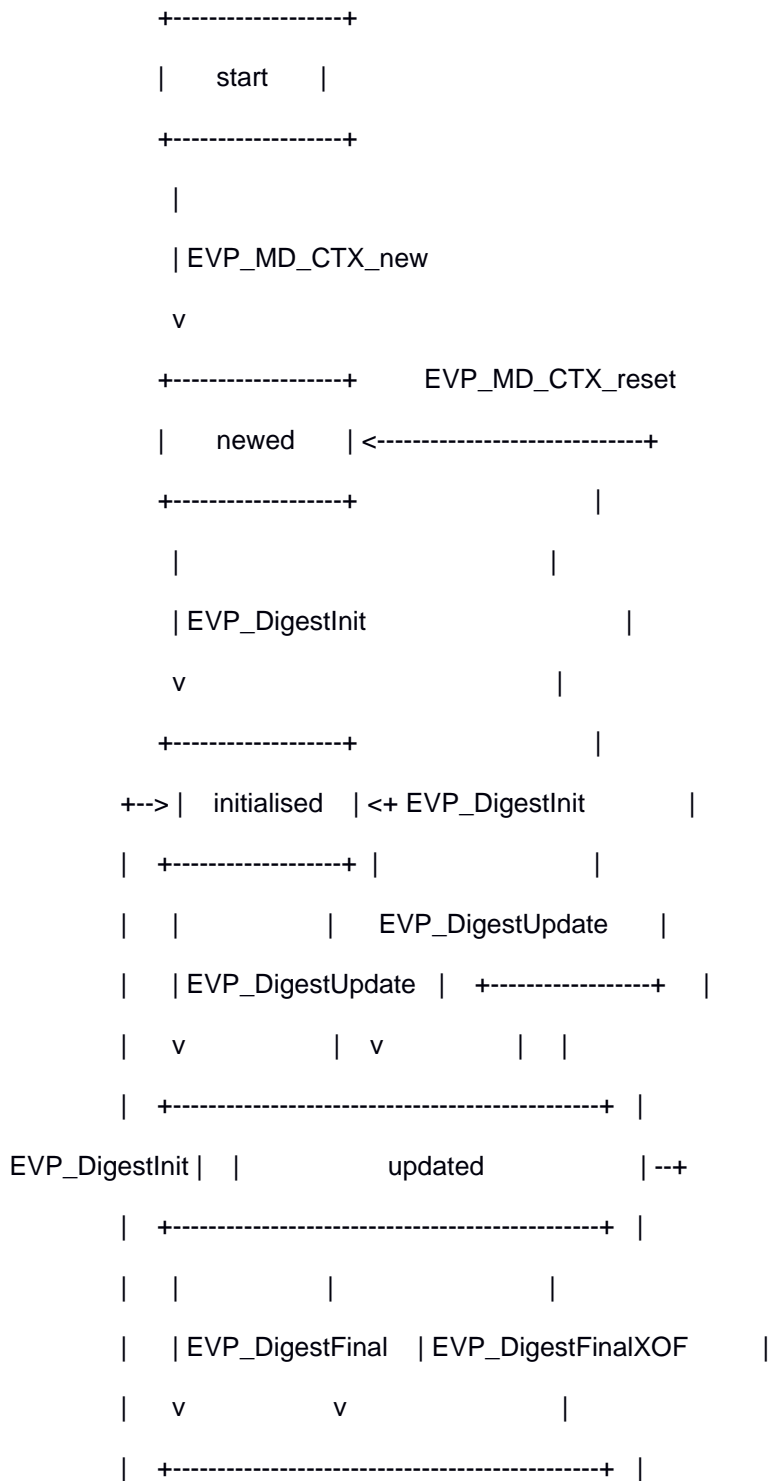 +-------------------+
| start |
+-------------------+
|
| EVP_MD_CTX_new
v
+-------------------+ EVP_MD_CTX_reset
| newed | <------------------------------+
+-------------------+ |
| |
| EVP_DigestInit |
v |
+-------------------+ |
+--> | initialised | <+ EVP_DigestInit |
| +-------------------+ | |
| | | EVP_DigestUpdate |
| | EVP_DigestUpdate | +------------------+ |
| v | v | |
| +------------------------------------------------+ |
EVP_DigestInit | | updated | --+
| +------------------------------------------------+ |
| | | |
| | EVP_DigestFinal | EVP_DigestFinalXOF |
| v v |
| +------------------------------------------------+ |